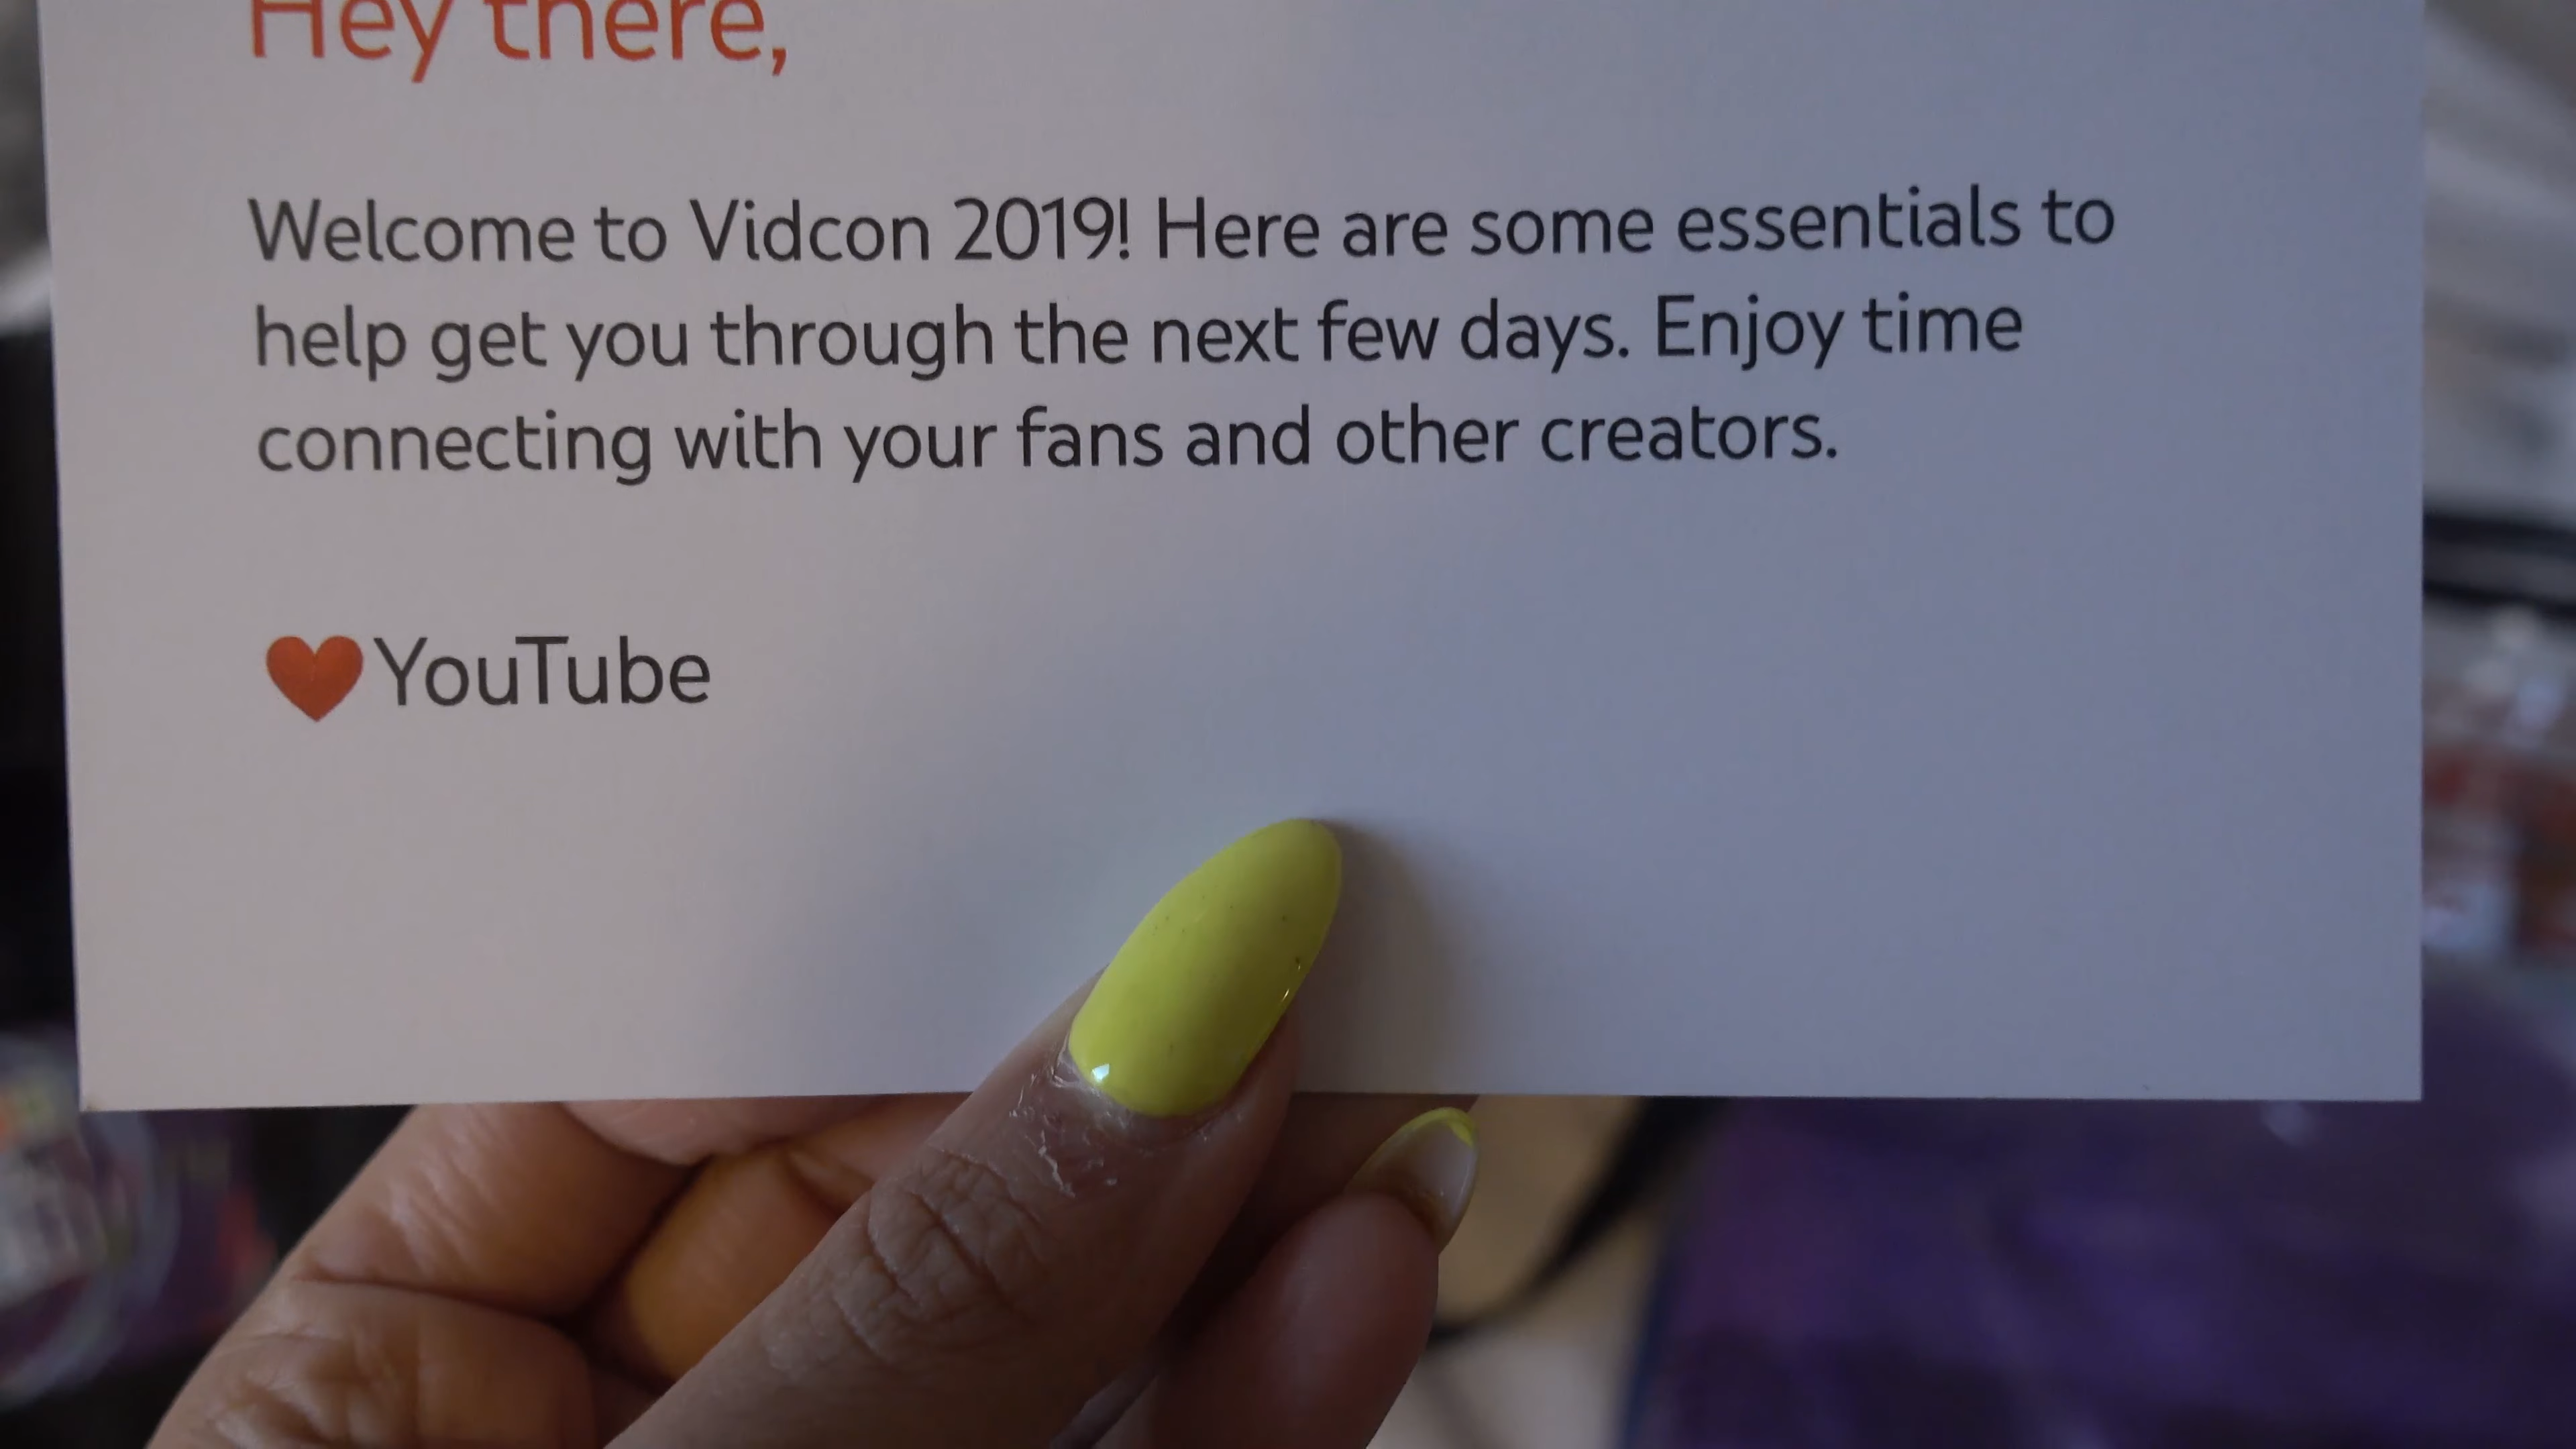 Hey there,
Welcome to Vidcon 2019! Here are some essentials to
help get you through the next few days. Enjoy time
connecting with your fans and other creators.
❤YouTube